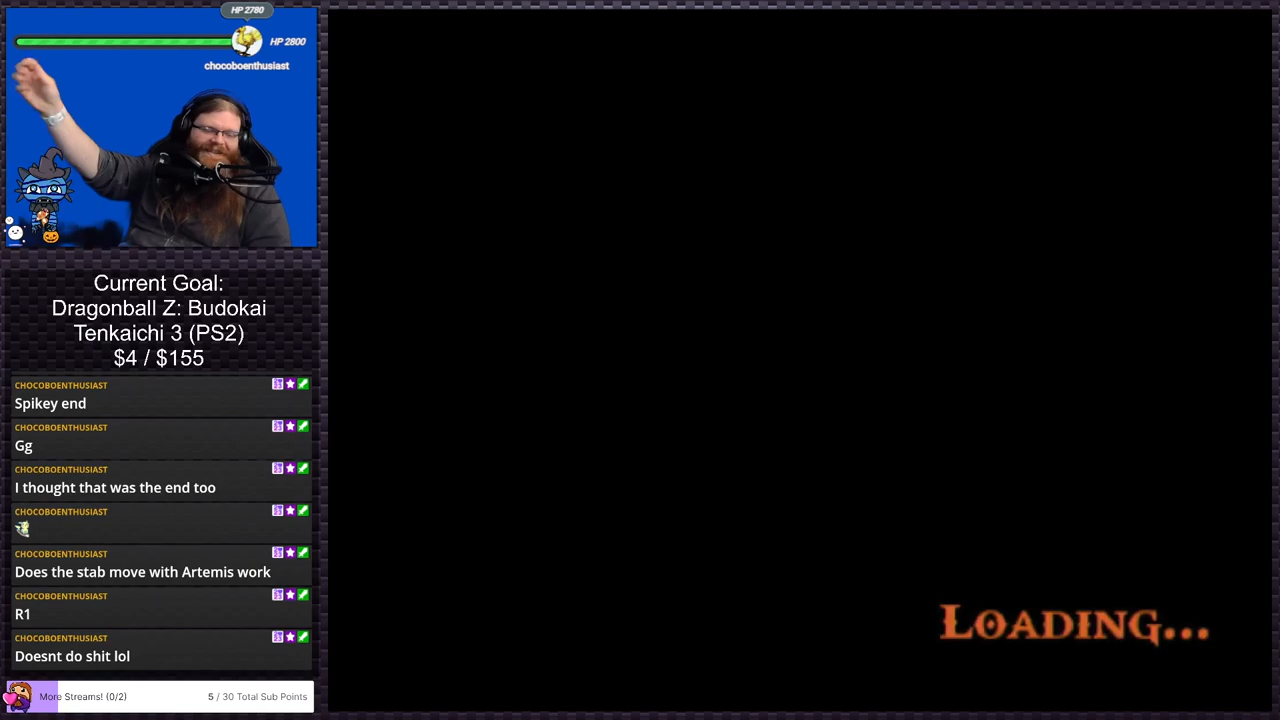 HP 2780
HP 2800
chocoboenthusiast
Current Goal:
Dragonball Z: Budokai
Tenkaichi 3 (PS2)
$4 / $155
CHOCOBOENTHUSIAST
Spikey end
CHOCOBOENTHUSIAST
Gg
CHOCOBOENTHUSIAST
I thought that was the end too
CHOCOBOENTHUSIAST
CHOCOBOENTHUSIAST
Does the stab move with Artemis work
CHOCOBOENTHUSIAST
R1
CHOCOBOENTHUSIAST
Doesnt do shit lol
More Streams! (0/2)
5 / 30 Total Sub Points
LOADING...